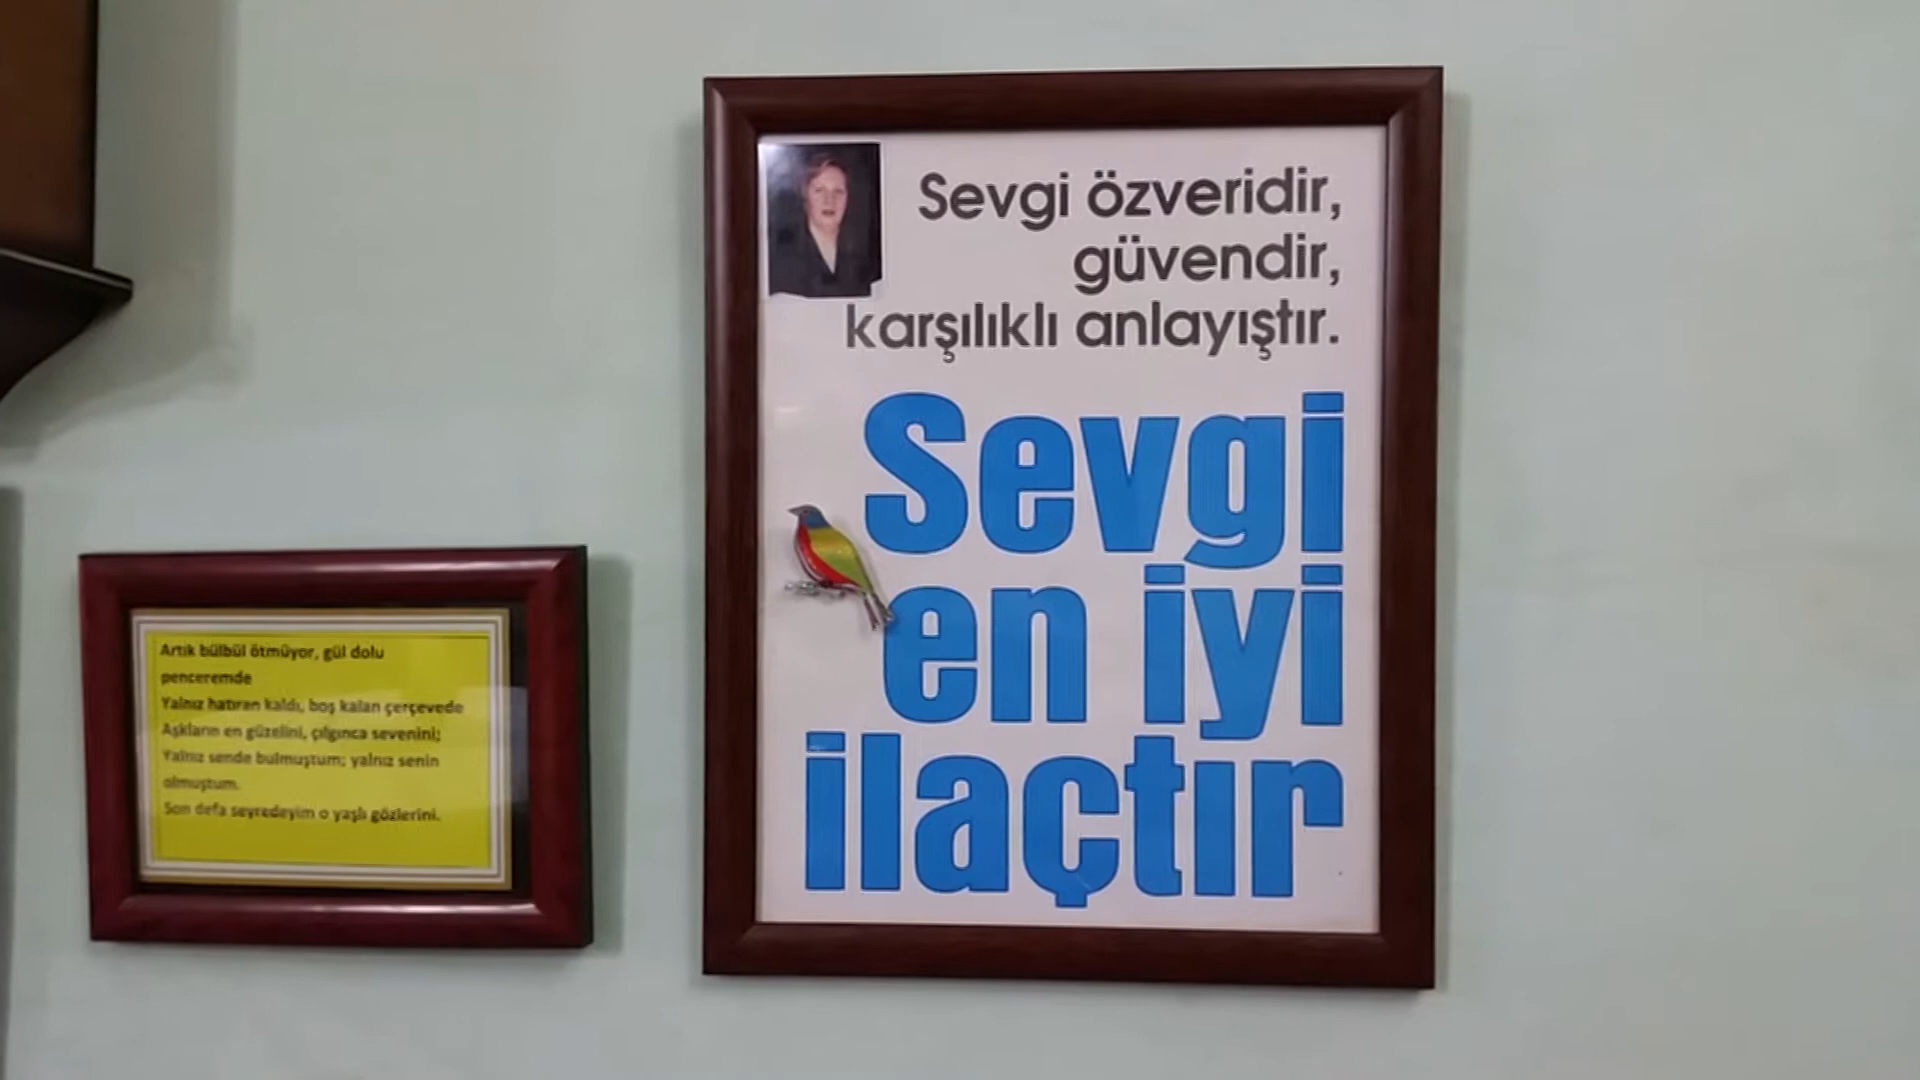 Artık bülbül ötmüyor, gül dolu
penceremde
Yalnız hatıran kaldı, boş kalan çerçevede
Aşkların en güzelini, çılgınca sevenini;
Yalnız sende bulmuştum; yalnız senin
olmuştum.
Son defa seyredeyim o yaşlı gözlerini.
Sevgi özveridir,
güvendir,
karşılıklı anlayıştır.
Sevgi
en iyi
ilaçtır